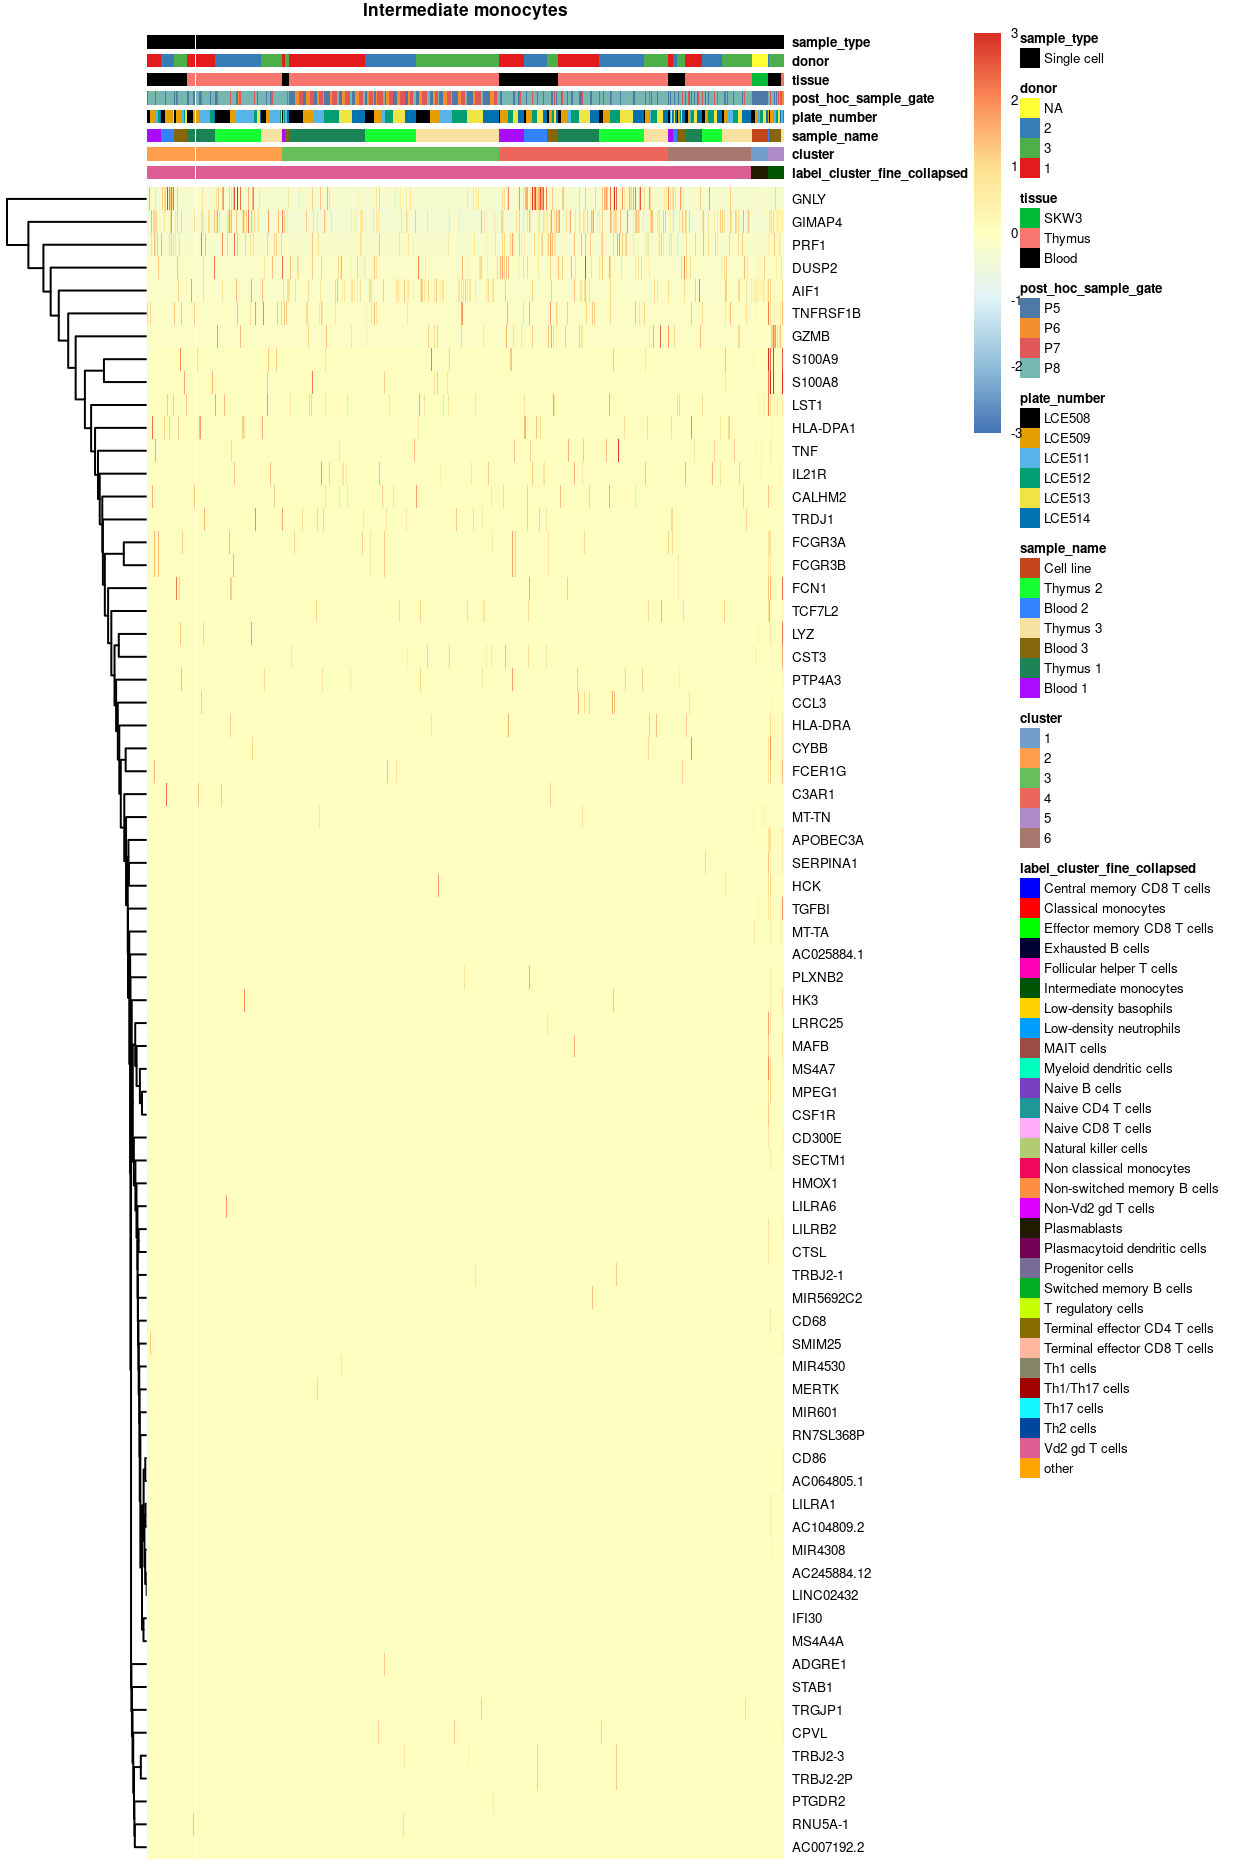 Intermediate monocytes
sample_type
donor
tissue
post_hoc_sample_gate
plate_number
sample_name
cluster
label_cluster_fine_collapsed
GNLY
GIMAP4
PRF1
DUSP2
AIF1
TNFRSF1B
GZMB
S100A9
S100A8
LST1
HLA-DPA1
TNF
IL21R
CALHM2
TRDJ1
FCGR3A
FCGR3B
FCN1
TCF7L2
LYZ
CST3
PTP4A3
CCL3
HLA-DRA
CYBB
FCER1G
C3AR1
MT-TN
APOBEC3A
SERPINA1
HCK
TGFBI
MT-TA
AC025884.1
PLXNB2
HK3
LRRC25
MAFB
MS4A7
MPEG1
CSF1R
CD300E
SECTM1
HMOX1
LILRA6
LILRB2
CTSL
TRBJ2-1
MIR5692C2
CD68
SMIM25
MIR4530
MERTK
MIR601
RN7SL368P
CD86
AC064805.1
LILRA1
AC104809.2
MIR4308
AC245884.12
LINC02432
IFI30
MS4A4A
ADGRE1
STAB1
TRGJP1
CPVL
TRBJ2-3
TRBJ2-2P
PTGDR2
RNU5A-1
AC007192.2
3
2
1
0
-1
-2
-3
sample_type
Single cell
donor
NA
2
3
1
tissue
SKW3
Thymus
Blood
post_hoc_sample_gate
P5
P6
P7
P8
plate_number
LCE508
LCE509
LCE511
LCE512
LCE513
LCE514
sample_name
Cell line
Thymus 2
Blood 2
Thymus 3
Blood 3
Thymus 1
Blood 1
cluster
1
2
3
4
5
6
label_cluster_fine_collapsed
Central memory CD8 T cells
Classical monocytes
Effector memory CD8 T cells
Exhausted B cells
Follicular helper T cells
Intermediate monocytes
Low-density basophils
Low-density neutrophils
MAIT cells
Myeloid dendritic cells
Naive B cells
Naive CD4 T cells
Naive CD8 T cells
Natural killer cells
Non classical monocytes
Non-switched memory B cells
Non-Vd2 gd T cells
Plasmablasts
Plasmacytoid dendritic cells
Progenitor cells
Switched memory B cells
T regulatory cells
Terminal effector CD4 T cells
Terminal effector CD8 T cells
Th1 cells
Th1/Th17 cells
Th17 cells
Th2 cells
Vd2 gd T cells
other